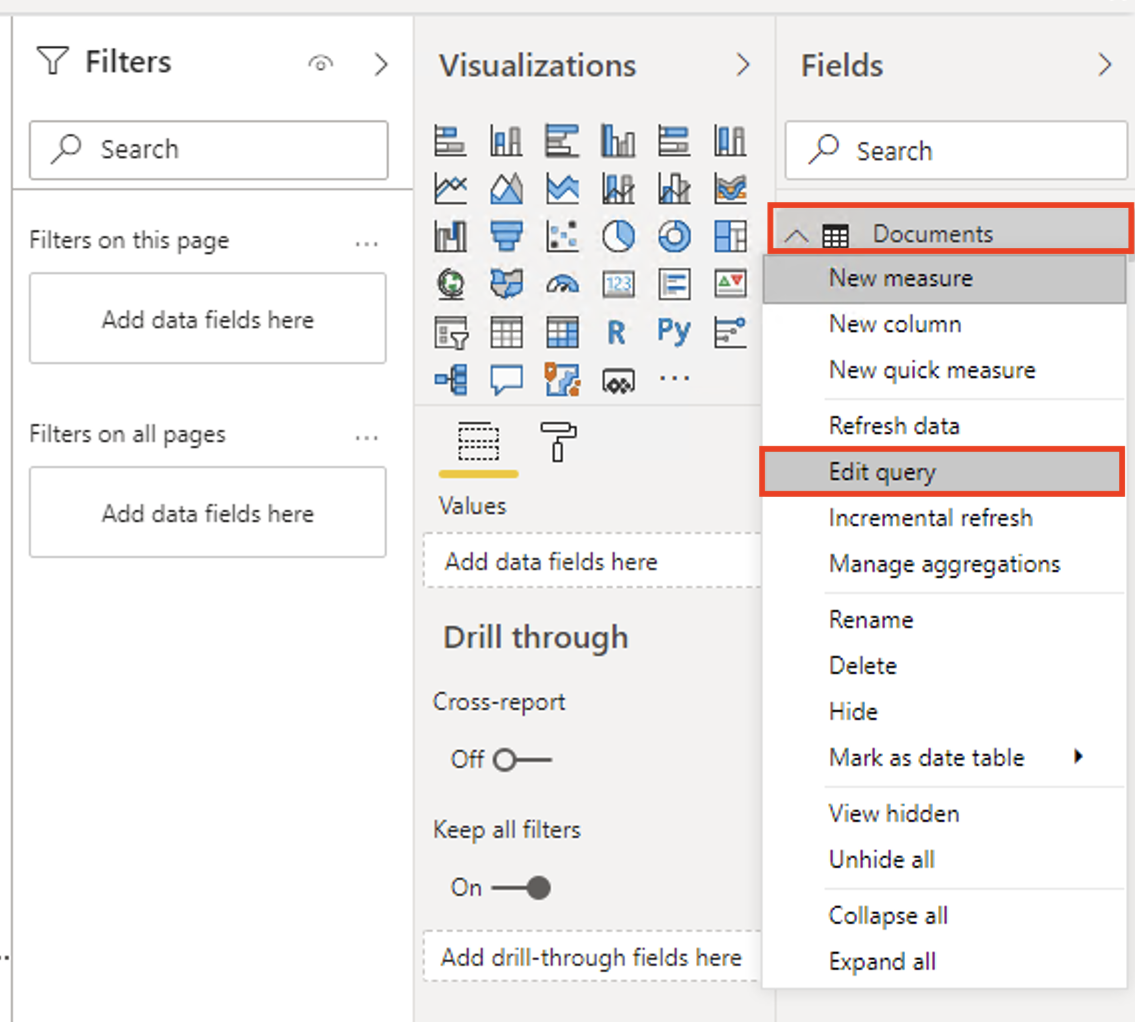 Filters
Search
Filters on this page
...
Add data fields here
Filters on all pages
...
Add data fields here
Visualizations
123
R
Py
...
Values
Add data fields here
Drill through
Cross-report
Off
Keep all filters
On
Add drill-through fields here
Fields
Search
Documents
New measure
New column
New quick measure
Refresh data
Edit query
Incremental refresh
Manage aggregations
Rename
Delete
Hide
Mark as date table
View hidden
Unhide all
Collapse all
Expand all